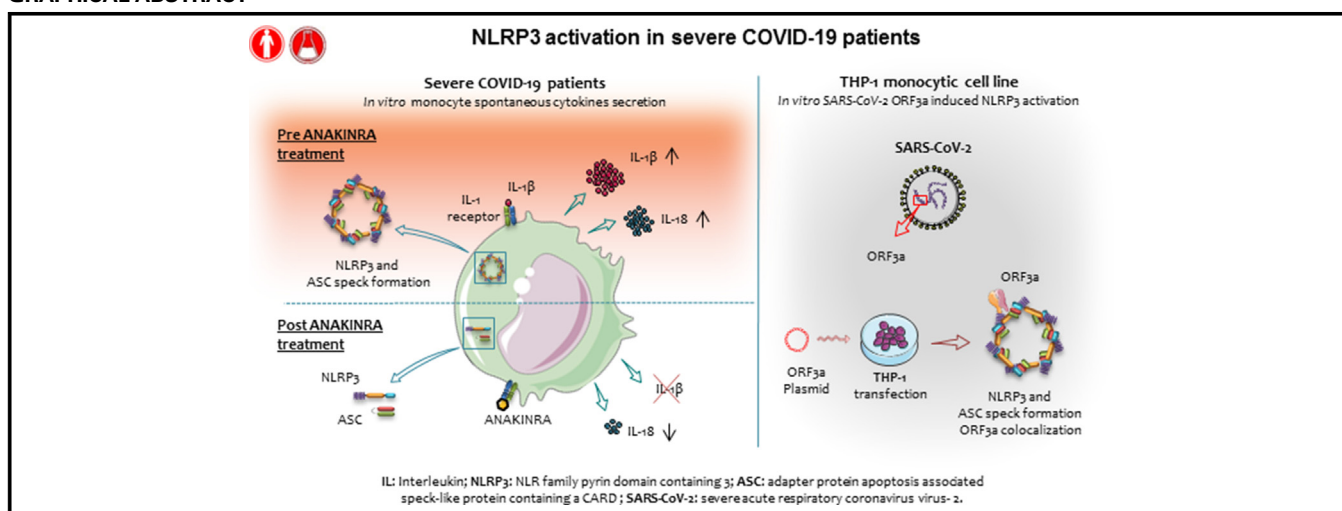 NLRP3 activation in severe COVID-19 patients
Severe COVID-19 patients
In vitro monocyte spontaneous cytokines secretion
Pre ANAKINRA
treatment
IL-1β ↑
IL-1β
IL-1
receptor
IL-18 ↑
NLRP3 and
ASC speck formation
Post ANAKINRA
treatment
NLRP3
ASC
ANAKINRA
IL-1β
IL-18 ↓
THP-1 monocytic cell line
In vitro SARS-CoV-2 ORF3a induced NLRP3 activation
SARS-CoV-2
ORF3a
ORF3a
ORF3a
Plasmid
THP-1
transfection
NLRP3 and
ASC speck formation
ORF3a colocalization
IL: Interleukin; NLRP3: NLR family pyrin domain containing 3; ASC: adapter protein apoptosis associated
speck-like protein containing a CARD ; SARS-CoV-2: severe acute respiratory coronavirus virus- 2.